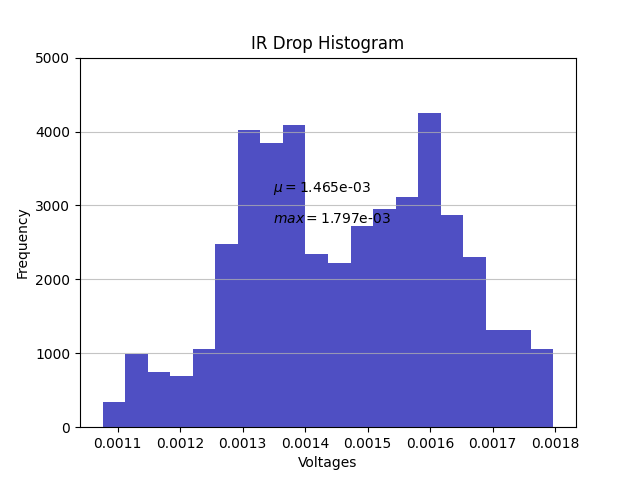 IR Drop Histogram
5000
4000
3000
2000
1000
0
Frequency
μ = 1.465e-03
max = 1.797e-03
0.0011 0.0012 0.0013 0.0014 0.0015 0.0016 0.0017 0.0018
Voltages